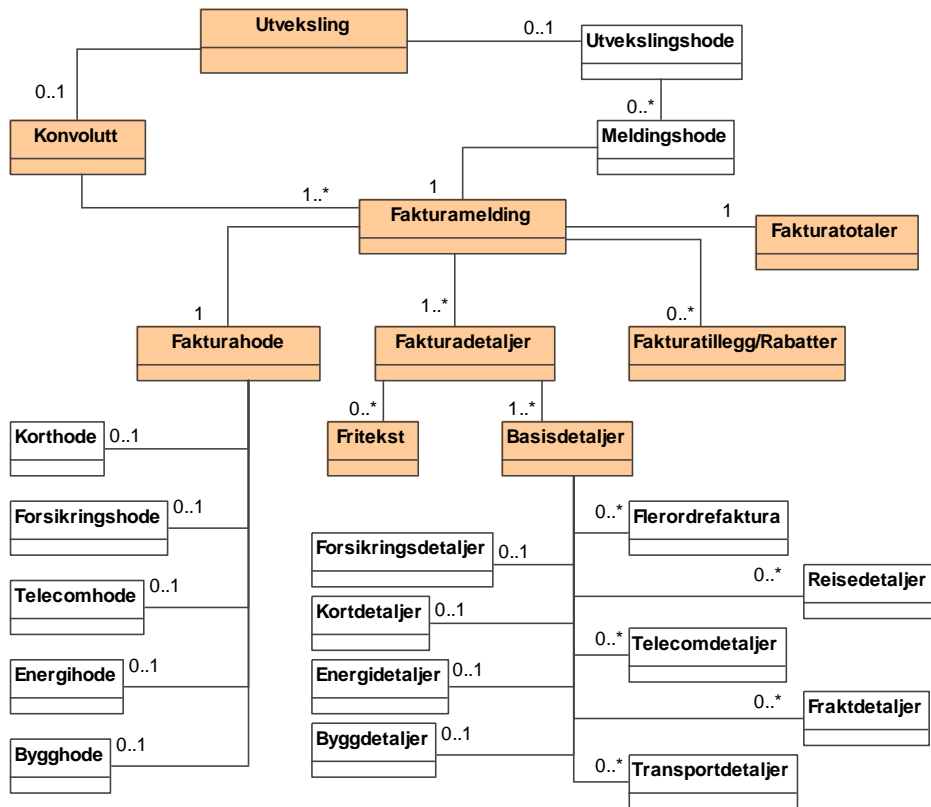 Utveksling
0..1
Utvekslingshode
0..1
0..*
Konvolutt
Meldingshode
1..*
1
Fakturamelding
1
Fakturatotaler
1
1..*
0..*
Fakturahode
Fakturadetaljer
Fakturatillegg/Rabatter
0..*
1..*
Korthode
0..1
Fritekst
Basisdetaljer
Forsikringshode
0..1
0..*
Flerordrefaktura
Forsikringsdetaljer
0..1
0..*
Reisedetaljer
Telecomhode
0..1
Kortdetaljer
0..1
0..*
Telecomdetaljer
Energihode
0..1
Energidetaljer
0..1
0..*
Fraktdetaljer
Bygghode
0..1
Byggdetaljer
0..1
0..*
Transportdetaljer